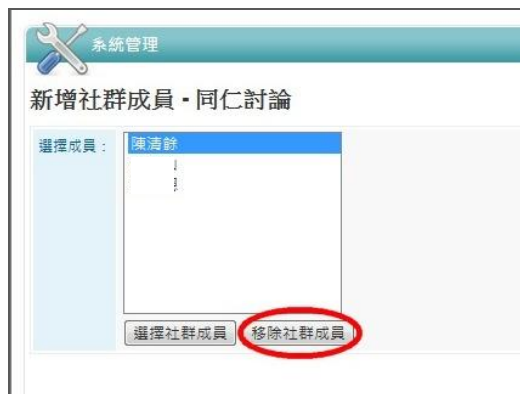 系統管理
新增社群成員 - 同仁討論
選擇成員：
陳清餘
選擇社群成員
移除社群成員